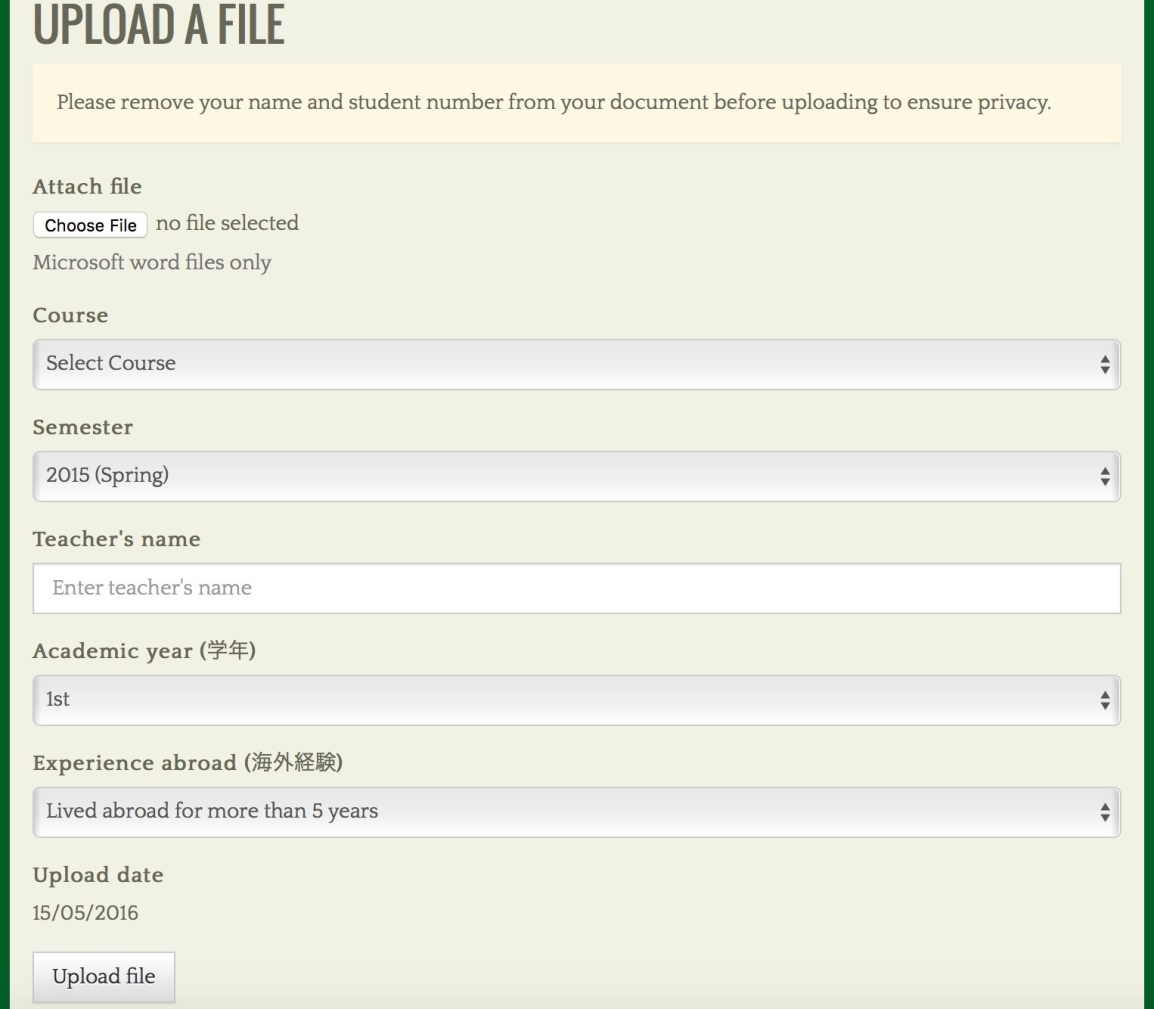 UPLOAD A FILE
Please remove your name and student number from your document before uploading to ensure privacy.
Attach file
Choose File no file selected
Microsoft word files only
Course
Select Course
Semester
2015 (Spring)
Teacher's name
Enter teacher's name
Academic year (学年)
1st
Experience abroad (海外経験)
Lived abroad for more than 5 years
Upload date
15/05/2016
Upload file